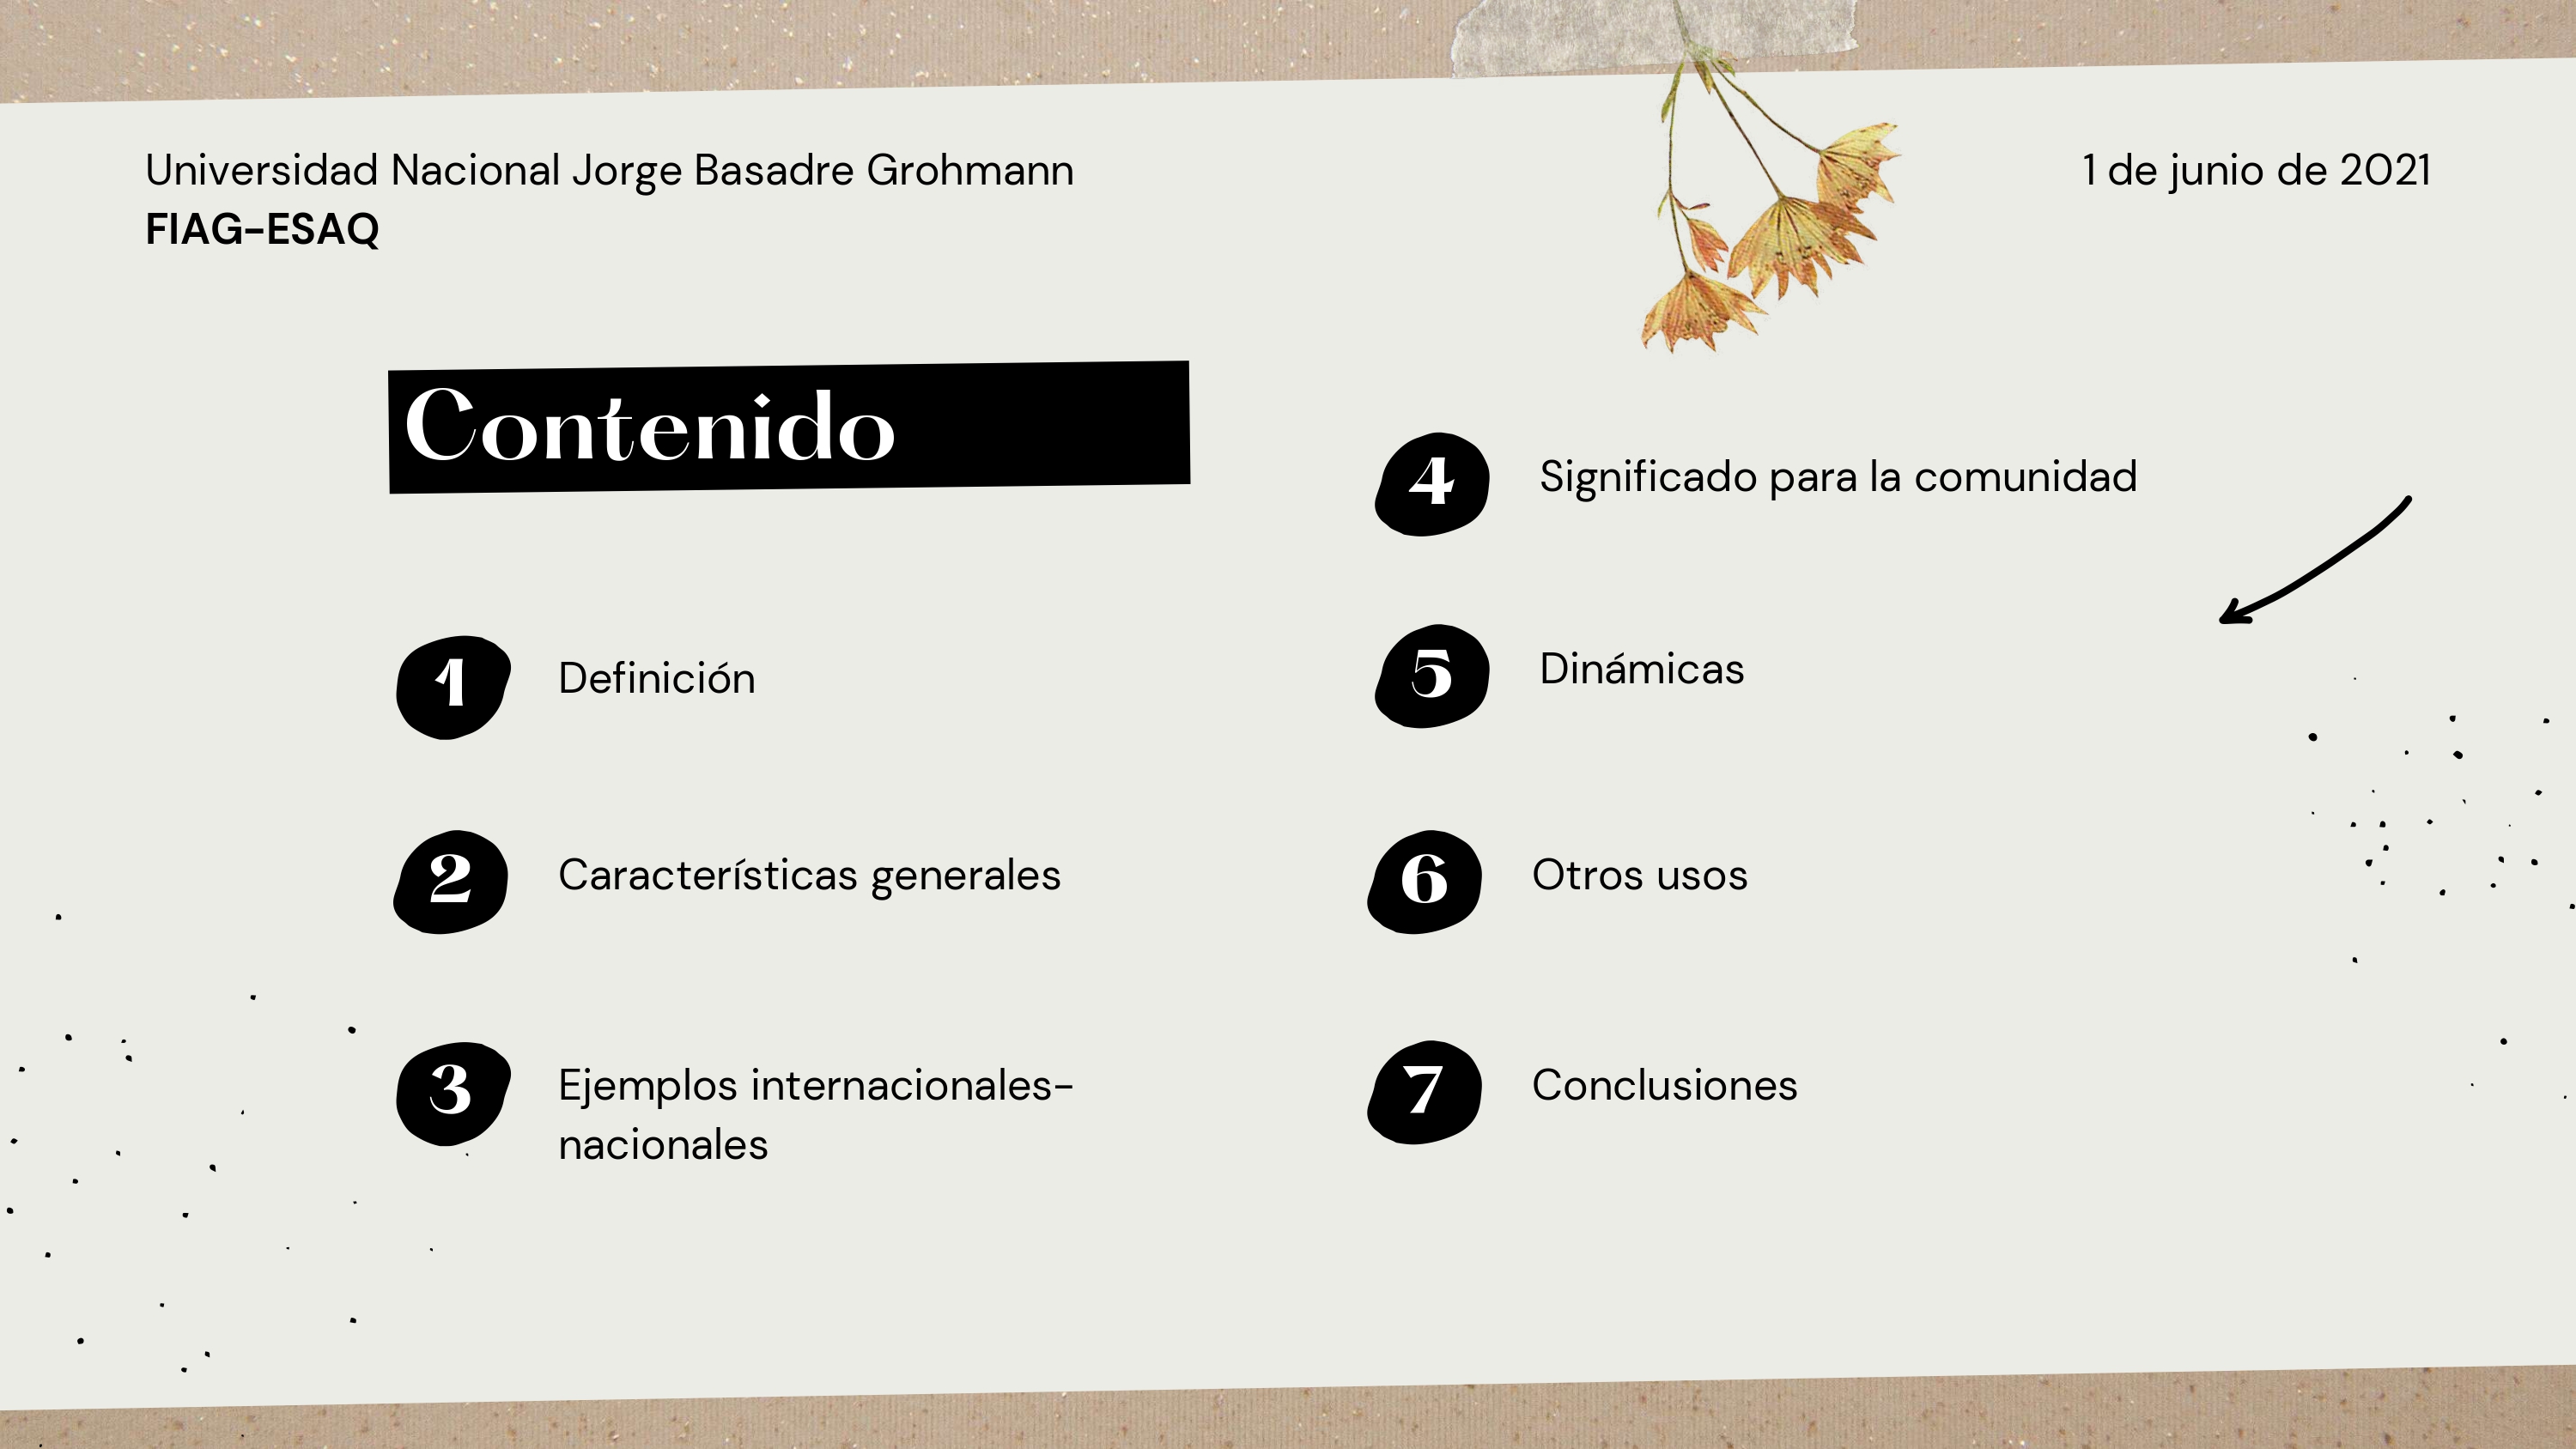 Universidad Nacional Jorge Basadre Grohmann
FIAG-ESAQ
1 de junio de 2021
Contenido
1 Definición
2 Características generales
3 Ejemplos internacionales-
nacionales
4 Significado para la comunidad
5 Dinámicas
6 Otros usos
7 Conclusiones